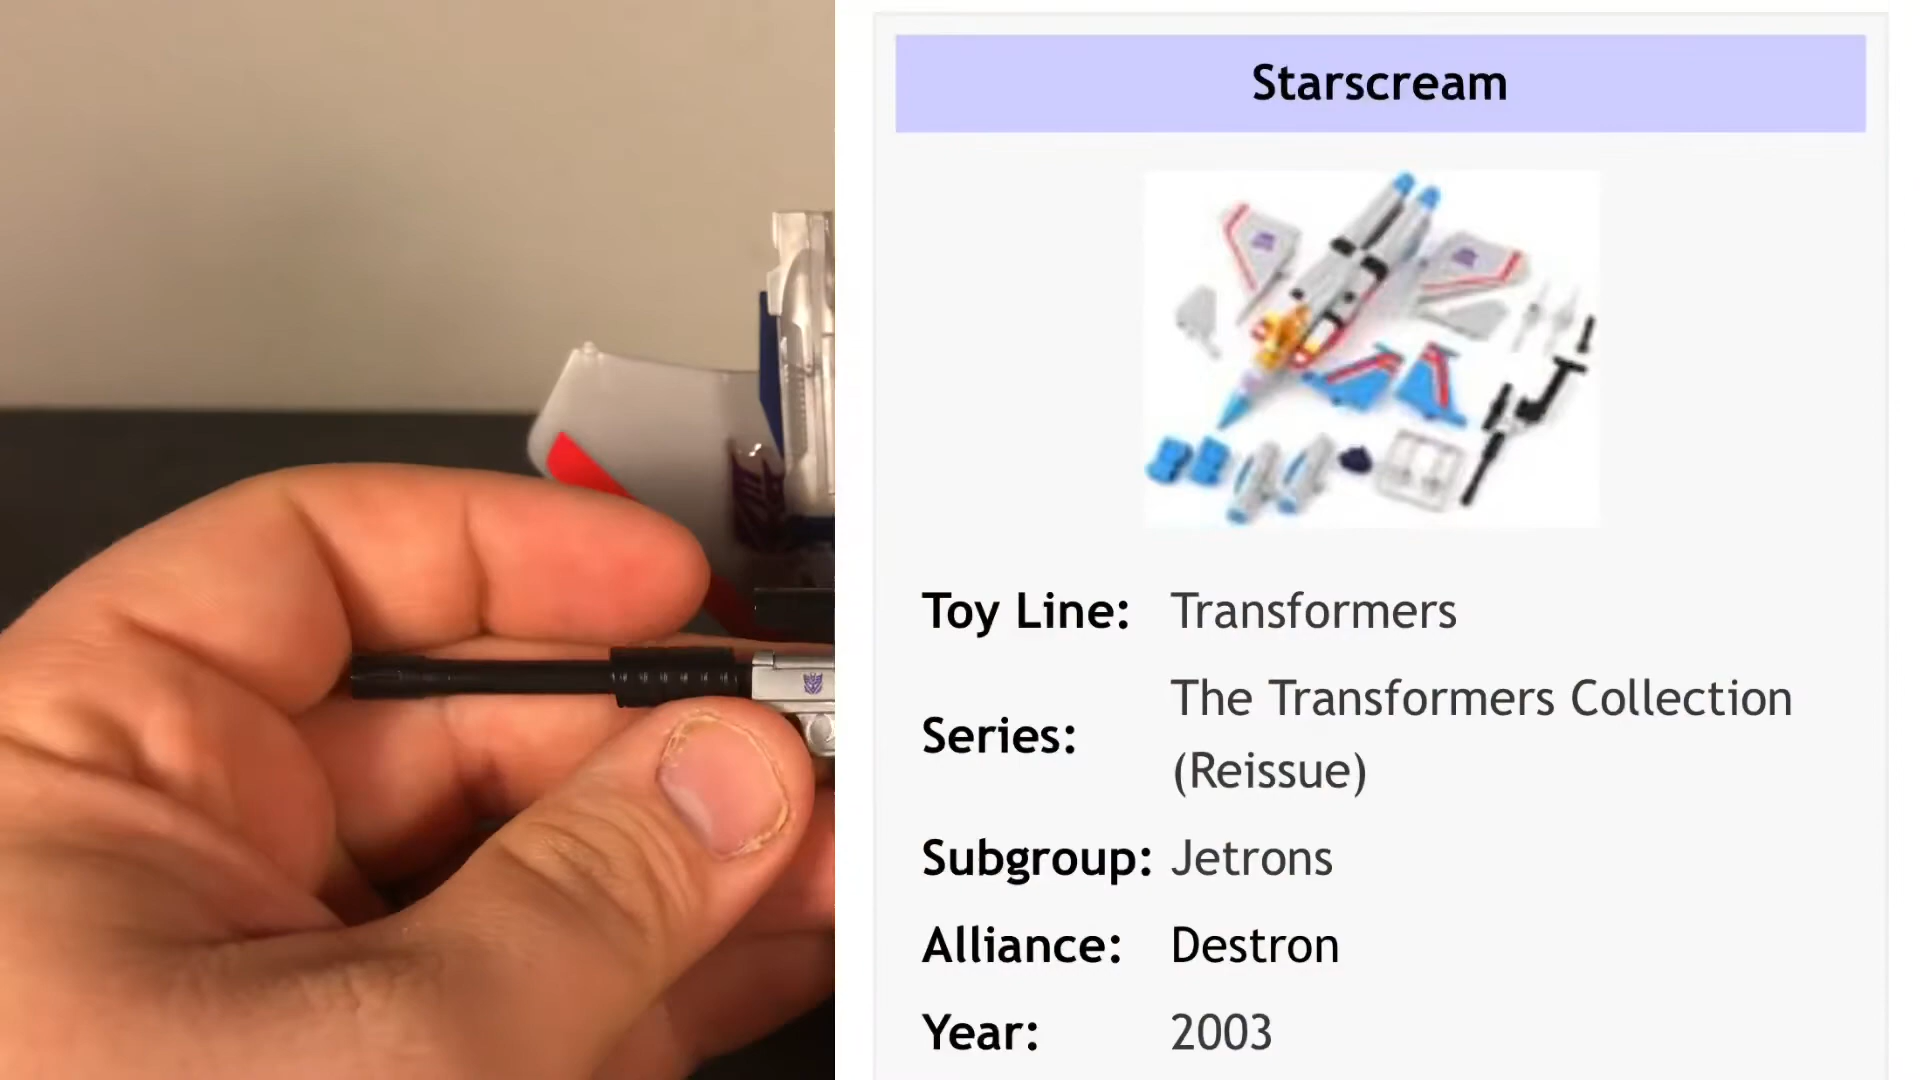 Starscream
Toy Line: Transformers
Series: The Transformers Collection
(Reissue)
Subgroup: Jetrons
Alliance: Destron
Year: 2003